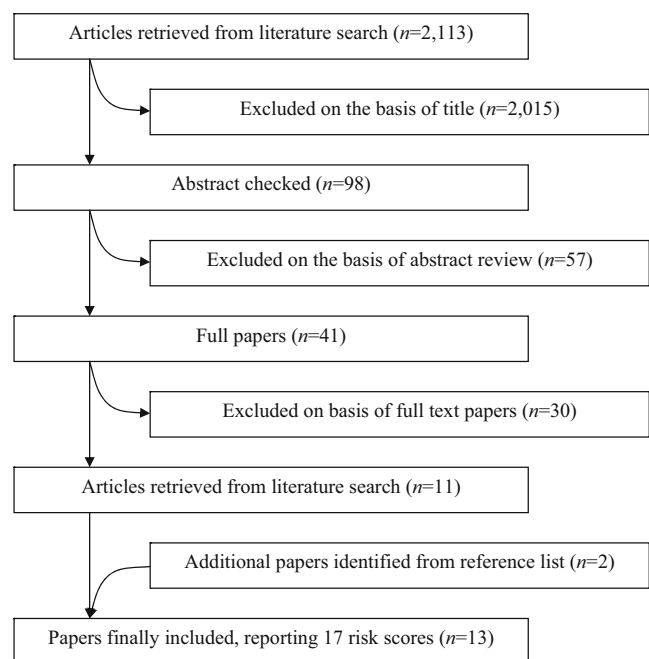 Articles retrieved from literature search (n=2,113)
Excluded on the basis of title (n=2,015)
Abstract checked (n=98)
Excluded on the basis of abstract review (n=57)
Full papers (n=41)
Excluded on basis of full text papers (n=30)
Articles retrieved from literature search (n=11)
Additional papers identified from reference list (n=2)
Papers finally included, reporting 17 risk scores (n=13)